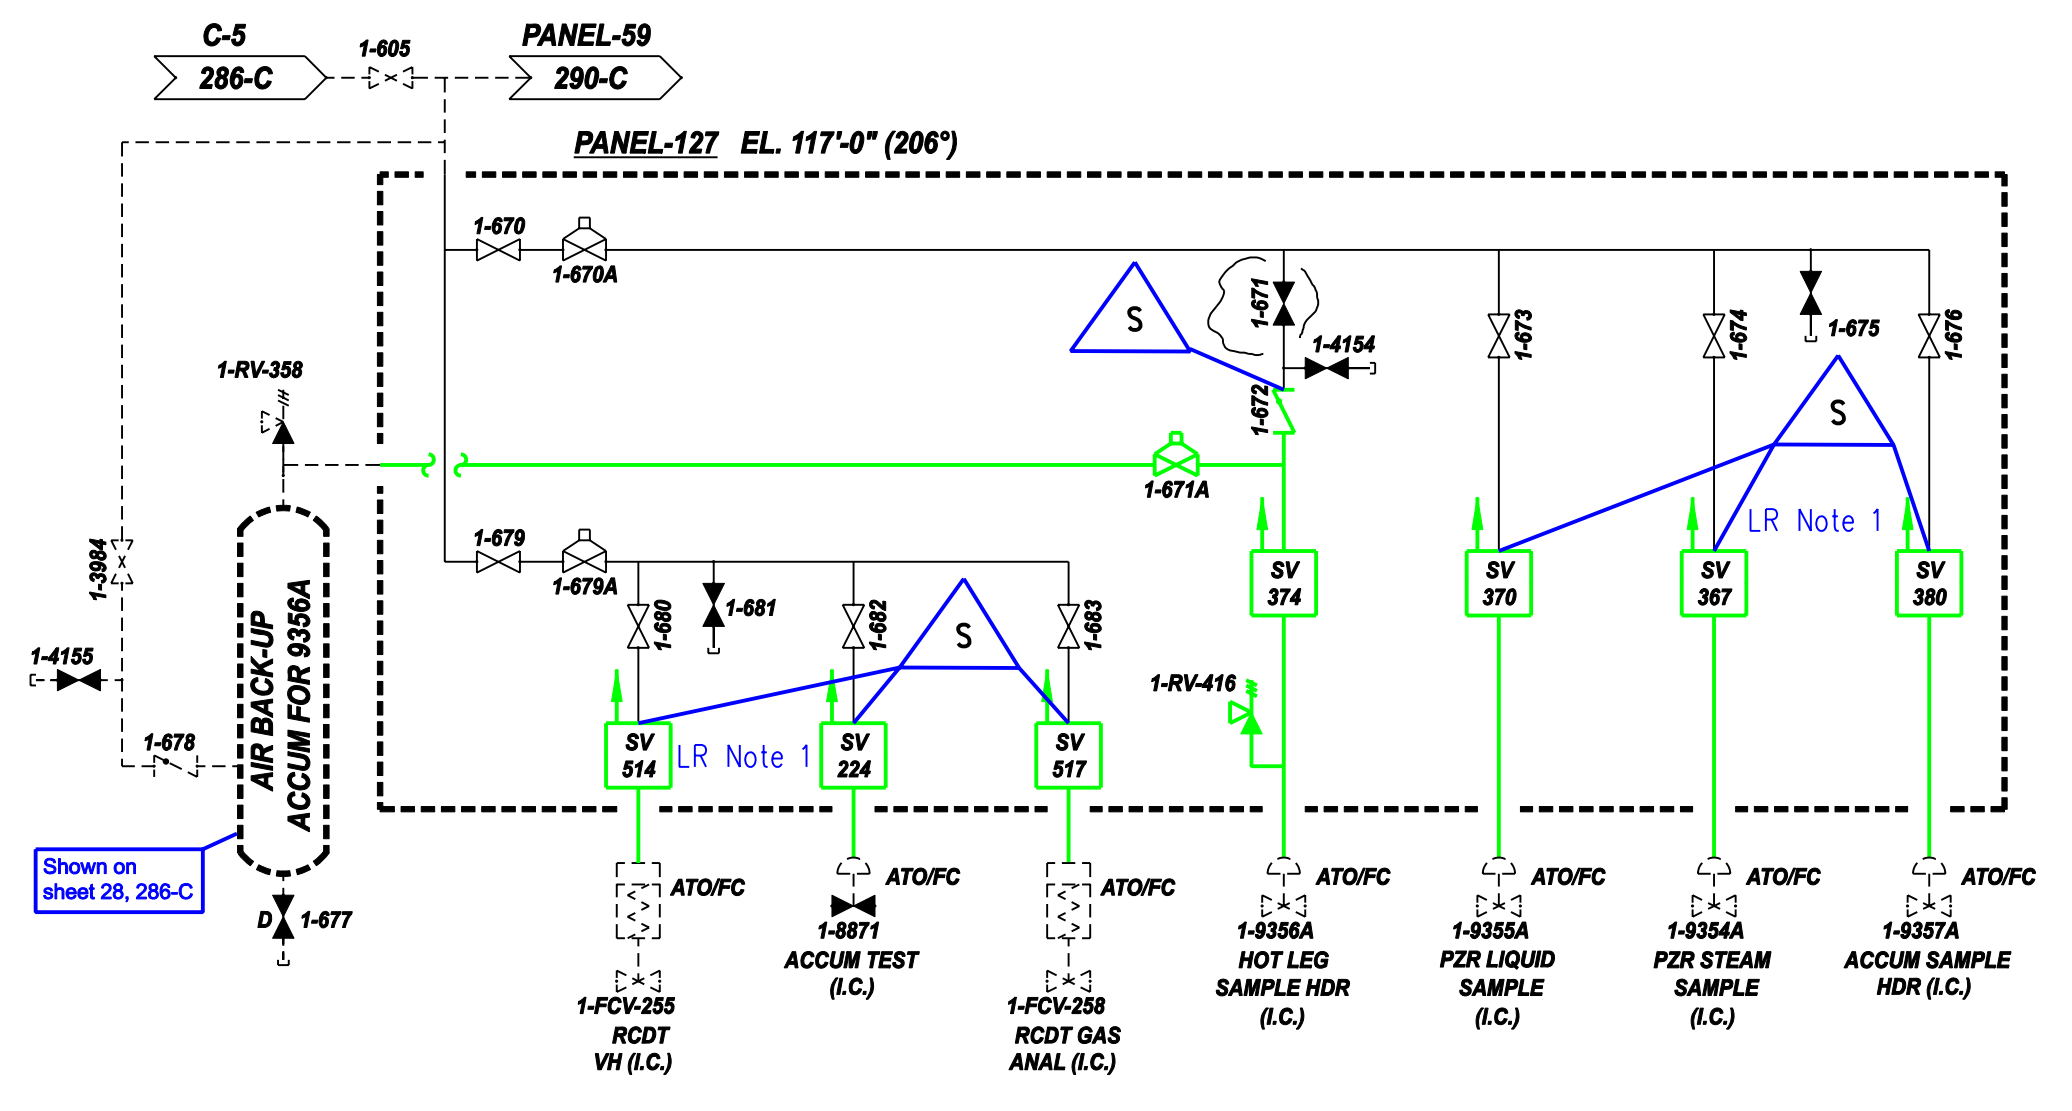 C-5
286-C
1-605
PANEL-59
290-C
PANEL-127 EL. 117'-0" (206°)
1-670
1-670A
S
1-671
1-4154
1-672
1-673
1-674
1-675
1-676
S
1-RV-358
1-671A
LR Note 1
1-3984
1-679
1-679A
1-680
1-681
1-682
S
1-683
SV
374
SV
370
SV
367
SV
380
1-4155
1-678
AIR BACK-UP
ACCUM FOR 9356A
1-RV-416
SV
514
LR Note 1
SV
224
SV
517
Shown on
sheet 28, 286-C
D 1-677
ATO/FC
1-FCV-255
RCDT
VH (I.C.)
ATO/FC
1-8871
ACCUM TEST
(I.C.)
ATO/FC
1-FCV-258
RCDT GAS
ANAL (I.C.)
ATO/FC
1-9356A
HOT LEG
SAMPLE HDR
(I.C.)
ATO/FC
1-9355A
PZR LIQUID
SAMPLE
(I.C.)
ATO/FC
1-9354A
PZR STEAM
SAMPLE
(I.C.)
ATO/FC
1-9357A
ACCUM SAMPLE
HDR (I.C.)